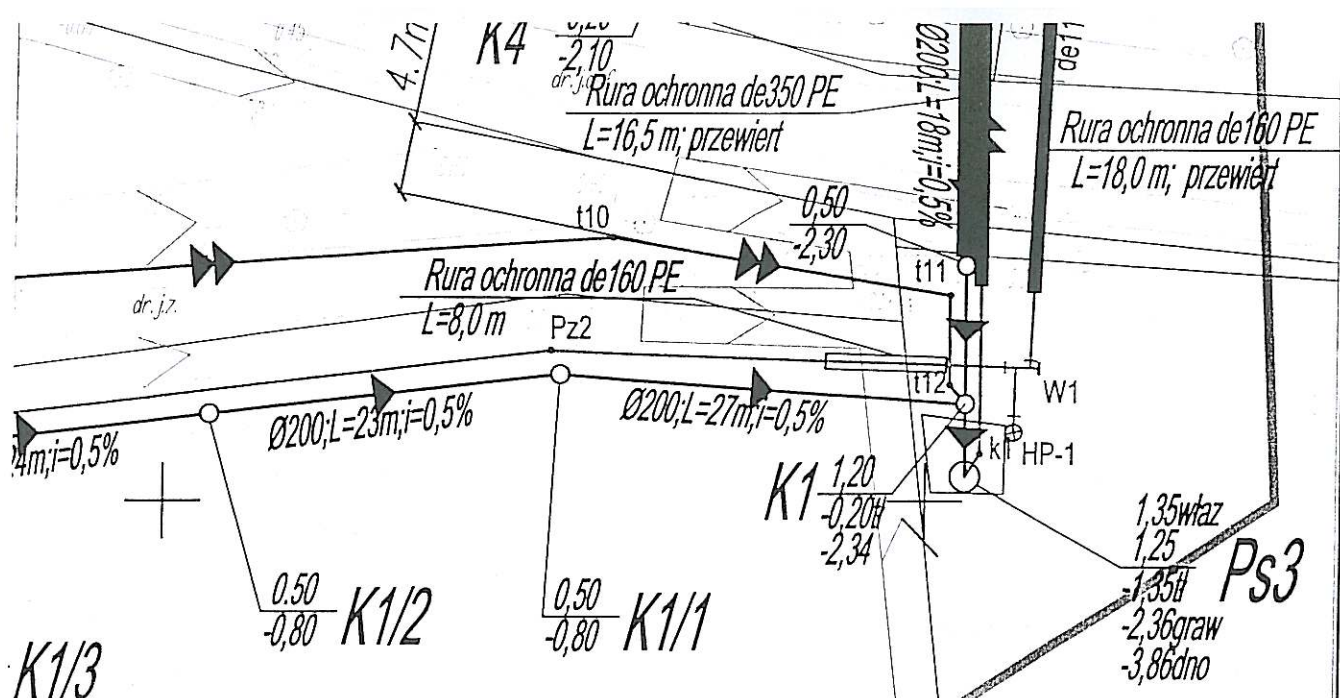 4.7m
K4
0,20
-2,10
dr.j.
Rura ochronna de350 PE
L=16,5 m; przewiert
Ø200;L=18m;i=0,5%
de11
Rura ochronna de160 PE
L=18,0 m; przewiert
0,50
-2,30
t10
t11
dr.j.z.
Rura ochronna de160 PE
L=8,0 m
Pz2
t12
W1
4m;i=0,5%
Ø200;L=23m;i=0,5%
Ø200;L=27m;i=0,5%
k1
HP-1
K1
1,20
-0,20tł
-2,34
1,35właz
1,25
-1,35tł
-2,36graw
-3,86dno
Ps3
0.50
-0,80
K1/2
0,50
-0,80
K1/1
K1/3